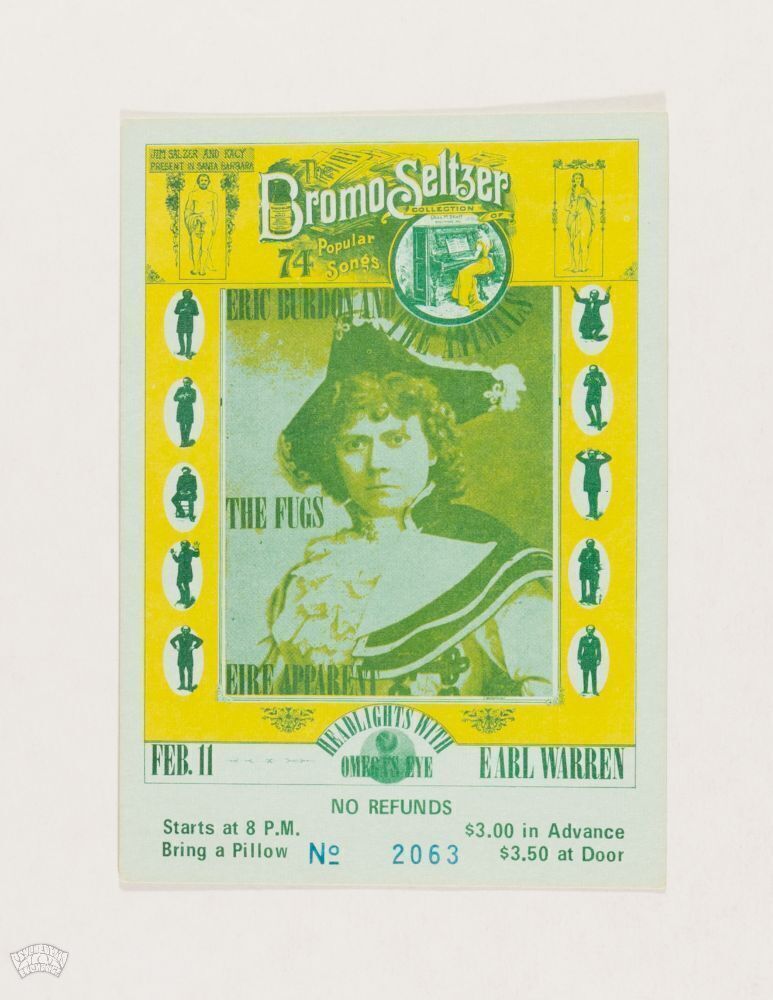 JIM SALZER AND KACY
PRESENT IN SANTA BARBARA
The
Bromo-Seltzer
COLLECTION
OF
74 Popular
Songs
ERIC BURDON AND
THE ANIMALS
THE FUGS
EIRE APPARENT
HEADLIGHTS WITH
OMEGA'S EYE
FEB. 11
EARL WARREN
NO REFUNDS
Starts at 8 P.M.
$3.00 in Advance
Bring a Pillow
Nº 2063
$3.50 at Door